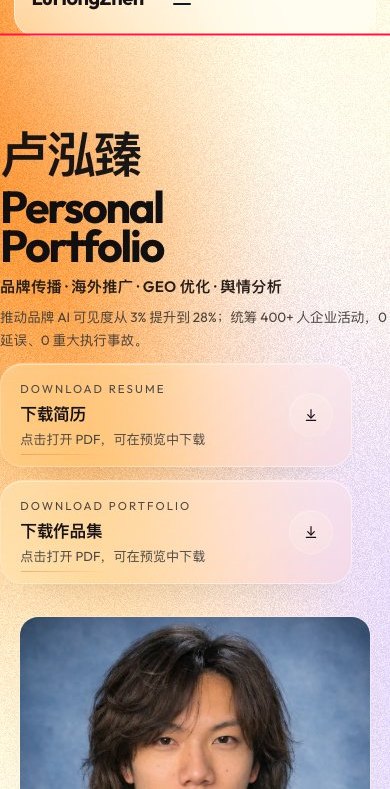 LuHongZhen
卢泓臻
Personal
Portfolio
品牌传播 · 海外推广 · GEO 优化 · 舆情分析
推动品牌 AI 可见度从 3% 提升到 28%；统筹 400+ 人企业活动，0
延误、0 重大执行事故。
DOWNLOAD RESUME
下载简历
点击打开 PDF，可在预览中下载
DOWNLOAD PORTFOLIO
下载作品集
点击打开 PDF，可在预览中下载